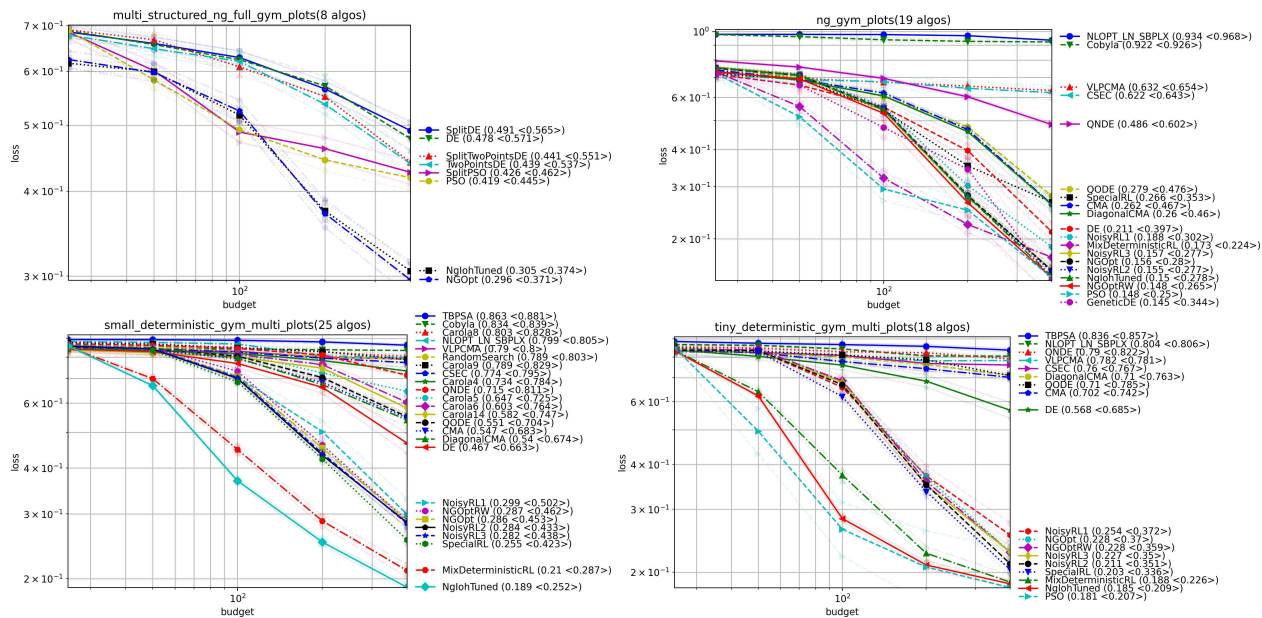 multi_structured_ng_full_gym_plots(8 algos)
7 × 10⁻¹
6 × 10⁻¹
5 × 10⁻¹
4 × 10⁻¹
3 × 10⁻¹
loss
10²
budget
SplitDE (0.491 <0.565>)
DE (0.478 <0.571>)
SplitTwoPointsDE (0.441 <0.551>)
TwoPointsDE (0.439 <0.537>)
SplitPSO (0.426 <0.462>)
PSO (0.419 <0.445>)
NgIohTuned (0.305 <0.374>)
NGOpt (0.296 <0.371>)
ng_gym_plots(19 algos)
10⁰
6 × 10⁻¹
4 × 10⁻¹
3 × 10⁻¹
2 × 10⁻¹
loss
10²
budget
NLOPT_LN_SBPLX (0.934 <0.968>)
Cobyla (0.922 <0.926>)
VLPCMA (0.632 <0.654>)
CSEC (0.622 <0.643>)
QNDE (0.486 <0.602>)
QODE (0.279 <0.476>)
SpecialRL (0.266 <0.353>)
CMA (0.262 <0.467>)
DiagonalCMA (0.26 <0.46>)
DE (0.211 <0.397>)
NoisyRL1 (0.188 <0.302>)
MixDeterministicRL (0.173 <0.224>)
NoisyRL3 (0.157 <0.277>)
NGOpt (0.156 <0.28>)
NoisyRL2 (0.155 <0.277>)
NgIohTuned (0.15 <0.278>)
NGOptRW (0.148 <0.265>)
PSO (0.148 <0.25>)
GeneticDE (0.145 <0.344>)
small_deterministic_gym_multi_plots(25 algos)
6 × 10⁻¹
4 × 10⁻¹
3 × 10⁻¹
2 × 10⁻¹
loss
10²
budget
TBPSA (0.863 <0.881>)
Cobyla (0.834 <0.839>)
Carola8 (0.803 <0.828>)
NLOPT_LN_SBPLX (0.799 <0.805>)
VLPCMA (0.79 <0.8>)
RandomSearch (0.789 <0.803>)
Carola9 (0.789 <0.829>)
CSEC (0.774 <0.795>)
Carola4 (0.734 <0.784>)
QNDE (0.715 <0.811>)
Carola5 (0.647 <0.725>)
Carola6 (0.603 <0.764>)
Carola14 (0.582 <0.747>)
QODE (0.551 <0.704>)
CMA (0.547 <0.683>)
DiagonalCMA (0.54 <0.674>)
DE (0.467 <0.663>)
NoisyRL1 (0.299 <0.502>)
NGOptRW (0.287 <0.462>)
NGOpt (0.286 <0.453>)
NoisyRL2 (0.284 <0.433>)
NoisyRL3 (0.282 <0.438>)
SpecialRL (0.255 <0.423>)
MixDeterministicRL (0.21 <0.287>)
NgIohTuned (0.189 <0.252>)
tiny_deterministic_gym_multi_plots(18 algos)
6 × 10⁻¹
4 × 10⁻¹
3 × 10⁻¹
2 × 10⁻¹
loss
10²
budget
TBPSA (0.836 <0.857>)
NLOPT_LN_SBPLX (0.804 <0.806>)
QNDE (0.79 <0.822>)
VLPCMA (0.782 <0.781>)
CSEC (0.76 <0.767>)
DiagonalCMA (0.71 <0.763>)
QODE (0.71 <0.785>)
CMA (0.702 <0.742>)
DE (0.568 <0.685>)
NoisyRL1 (0.254 <0.372>)
NGOpt (0.228 <0.37>)
NGOptRW (0.228 <0.359>)
NoisyRL3 (0.227 <0.35>)
NoisyRL2 (0.211 <0.351>)
SpecialRL (0.203 <0.336>)
MixDeterministicRL (0.188 <0.226>)
NgIohTuned (0.185 <0.209>)
PSO (0.181 <0.207>)